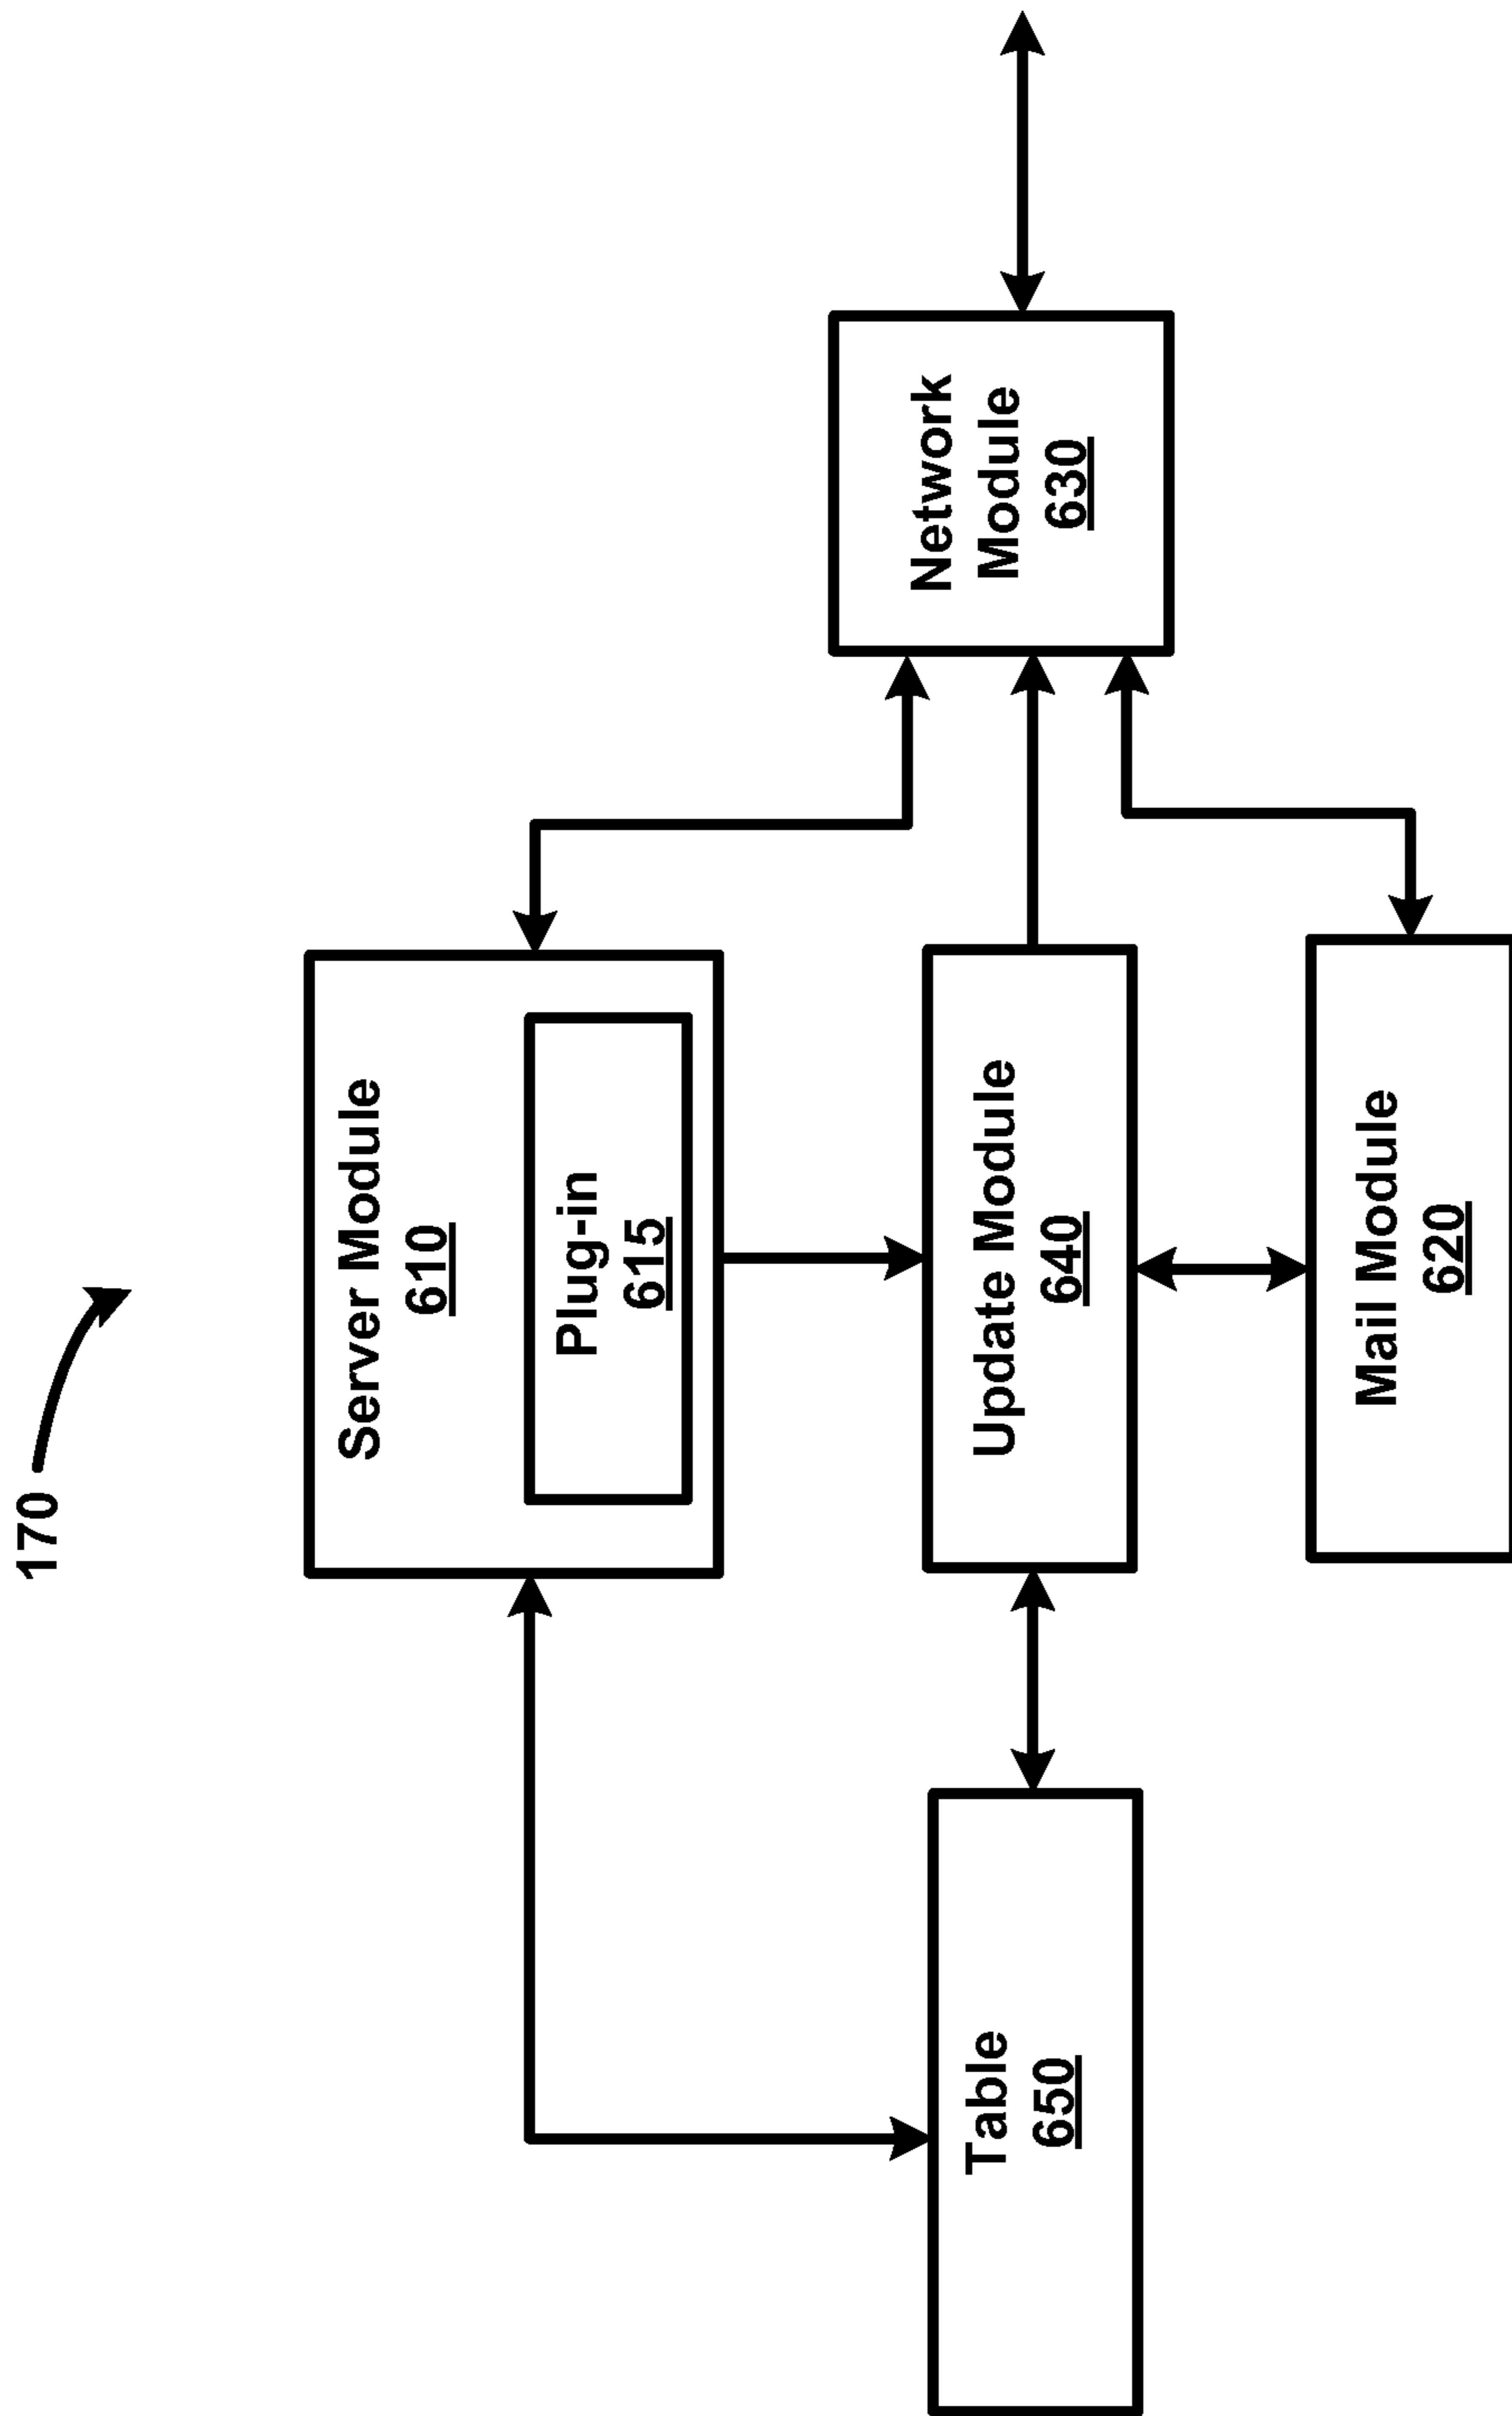 170
Server Module
610
Plug-in
615
Table
650
Update Module
640
Network
Module
630
Mail Module
620